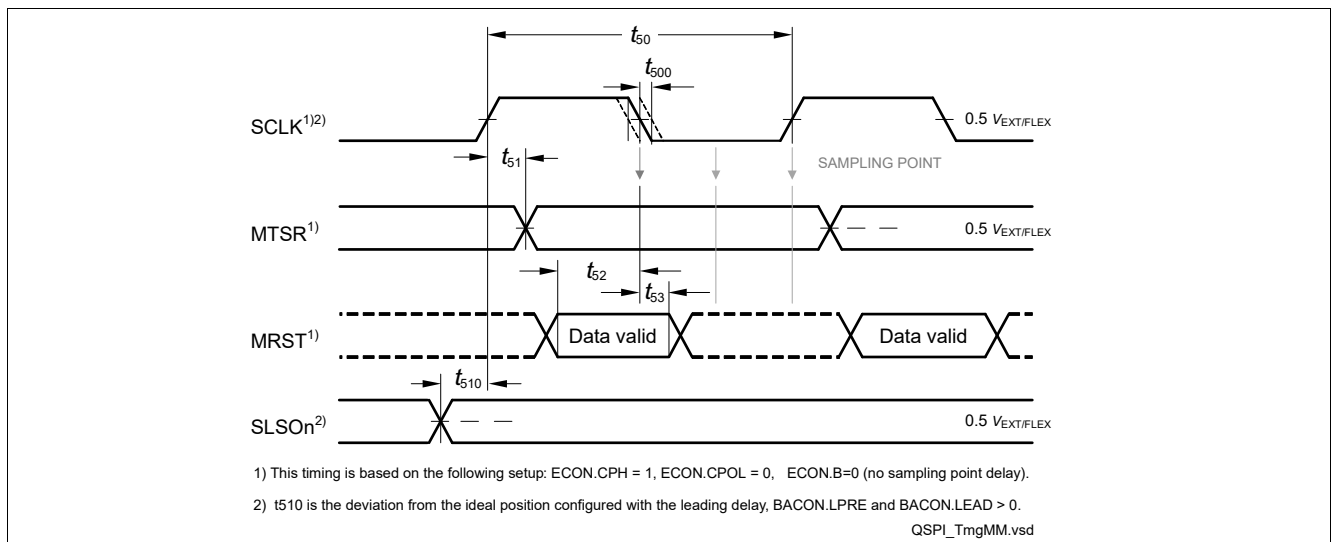 t50
t500
SCLK1)2)
0.5 VEXT/FLEX
t51
SAMPLING POINT
MTSR1)
0.5 VEXT/FLEX
t52
t53
MRST1)
Data valid
Data valid
t510
SLSOn2)
0.5 VEXT/FLEX
1) This timing is based on the following setup: ECON.CPH = 1, ECON.CPOL = 0, ECON.B=0 (no sampling point delay).
2) t510 is the deviation from the ideal position configured with the leading delay, BACON.LPRE and BACON.LEAD > 0.
QSPI_TmgMM.vsd